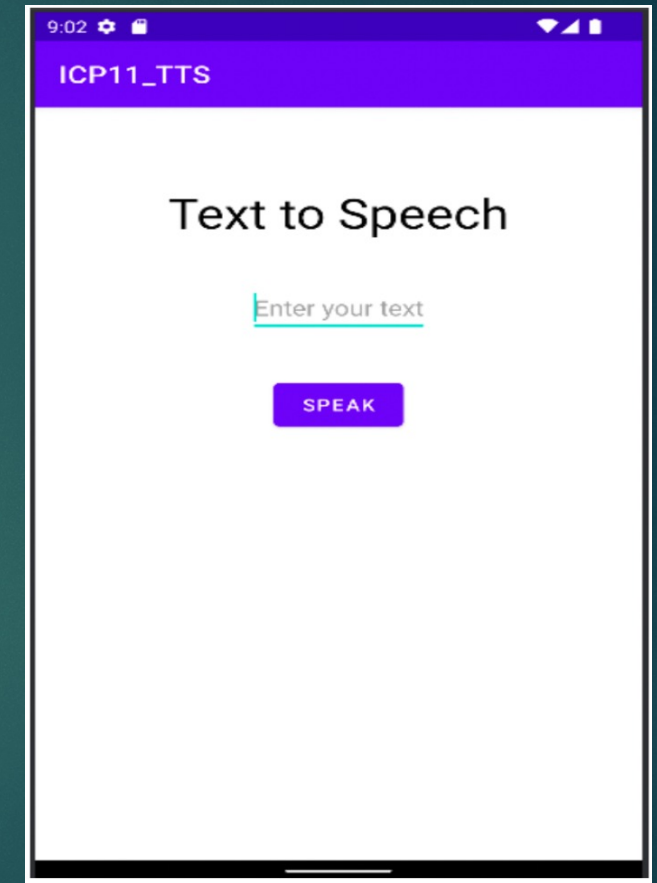 9:02
ICP11_TTS
Text to Speech
Enter your text
SPEAK